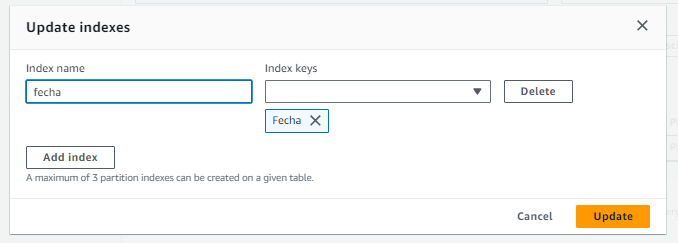 Update indexes
Index name
Index keys
fecha
Delete
Fecha
Add index
A maximum of 3 partition indexes can be created on a given table.
Cancel
Update